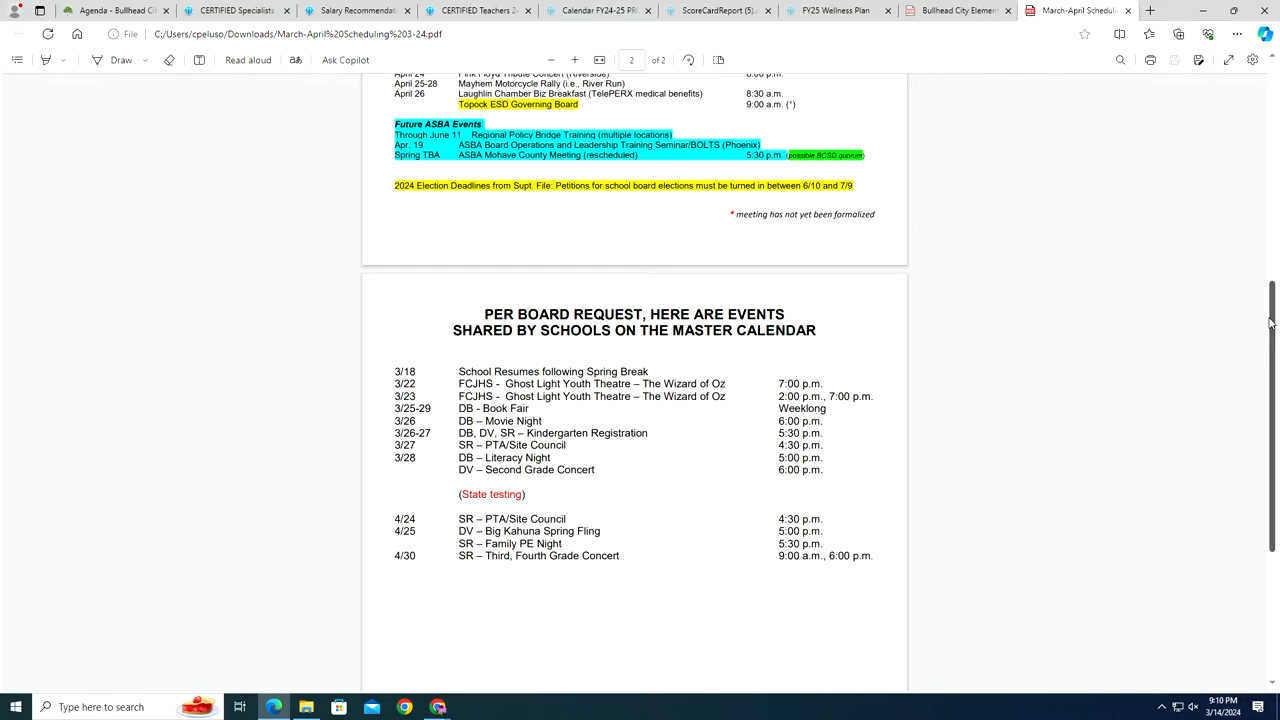 Agenda - Bullhead Ci
CERTIFIED Specialists
Salary Recommendati
CERTIFIED Teachers 24-
Calendar FY24-25 PRO
ScoreCardReport (5).
FY25 Wellness Plan
Bullhead City Elemen
March-April Scheduling
File
C:/Users/cpeluso/Downloads/March-April%20Scheduling%203-24.pdf
Draw
Read aloud
Ask Copilot
2 of 2
April 24 Pink Floyd Tribute Concert (Riverside) 8:00 p.m.
April 25-28 Mayhem Motorcycle Rally (i.e., River Run)
April 26 Laughlin Chamber Biz Breakfast (TelePERX medical benefits) 8:30 a.m.
Topock ESD Governing Board 9:00 a.m. (*)
Future ASBA Events:
Through June 11 Regional Policy Bridge Training (multiple locations)
Apr. 19 ASBA Board Operations and Leadership Training Seminar/BOLTS (Phoenix)
Spring TBA ASBA Mohave County Meeting (rescheduled) 5:30 p.m. (possible BCSD quorum)
2024 Election Deadlines from Supt. File: Petitions for school board elections must be turned in between 6/10 and 7/9
* meeting has not yet been formalized
PER BOARD REQUEST, HERE ARE EVENTS
SHARED BY SCHOOLS ON THE MASTER CALENDAR
3/18 School Resumes following Spring Break
3/22 FCJHS - Ghost Light Youth Theatre – The Wizard of Oz 7:00 p.m.
3/23 FCJHS - Ghost Light Youth Theatre – The Wizard of Oz 2:00 p.m., 7:00 p.m.
3/25-29 DB - Book Fair Weeklong
3/26 DB – Movie Night 6:00 p.m.
3/26-27 DB, DV, SR – Kindergarten Registration 5:30 p.m.
3/27 SR – PTA/Site Council 4:30 p.m.
3/28 DB – Literacy Night 5:00 p.m.
DV – Second Grade Concert 6:00 p.m.
(State testing)
4/24 SR – PTA/Site Council 4:30 p.m.
4/25 DV – Big Kahuna Spring Fling 5:00 p.m.
SR – Family PE Night 5:30 p.m.
4/30 SR – Third, Fourth Grade Concert 9:00 a.m., 6:00 p.m.
Type here to search
9:10 PM
3/14/2024